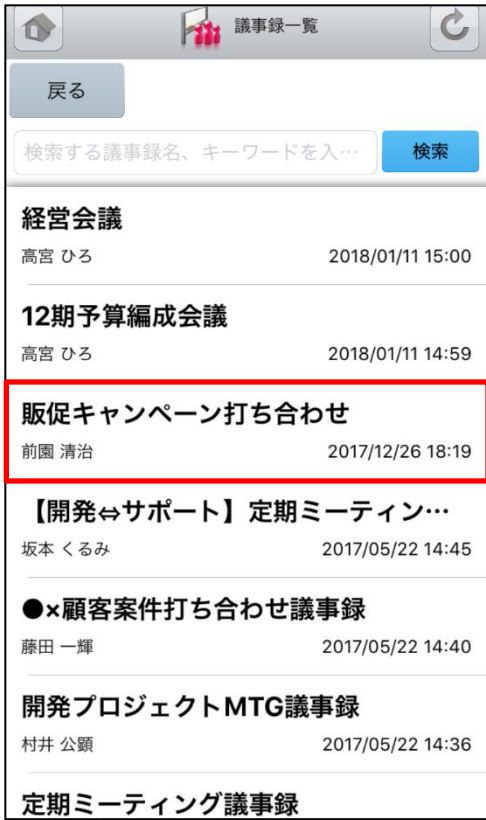 議事録一覧
戻る
検索する議事録名、キーワードを入… 検索
経営会議
高宮 ひろ 2018/01/11 15:00
12期予算編成会議
高宮 ひろ 2018/01/11 14:59
販促キャンペーン打ち合わせ
前園 清治 2017/12/26 18:19
【開発⇔サポート】定期ミーティン…
坂本 くるみ 2017/05/22 14:45
●×顧客案件打ち合わせ議事録
藤田 一輝 2017/05/22 14:40
開発プロジェクトMTG議事録
村井 公顕 2017/05/22 14:36
定期ミーティング議事録